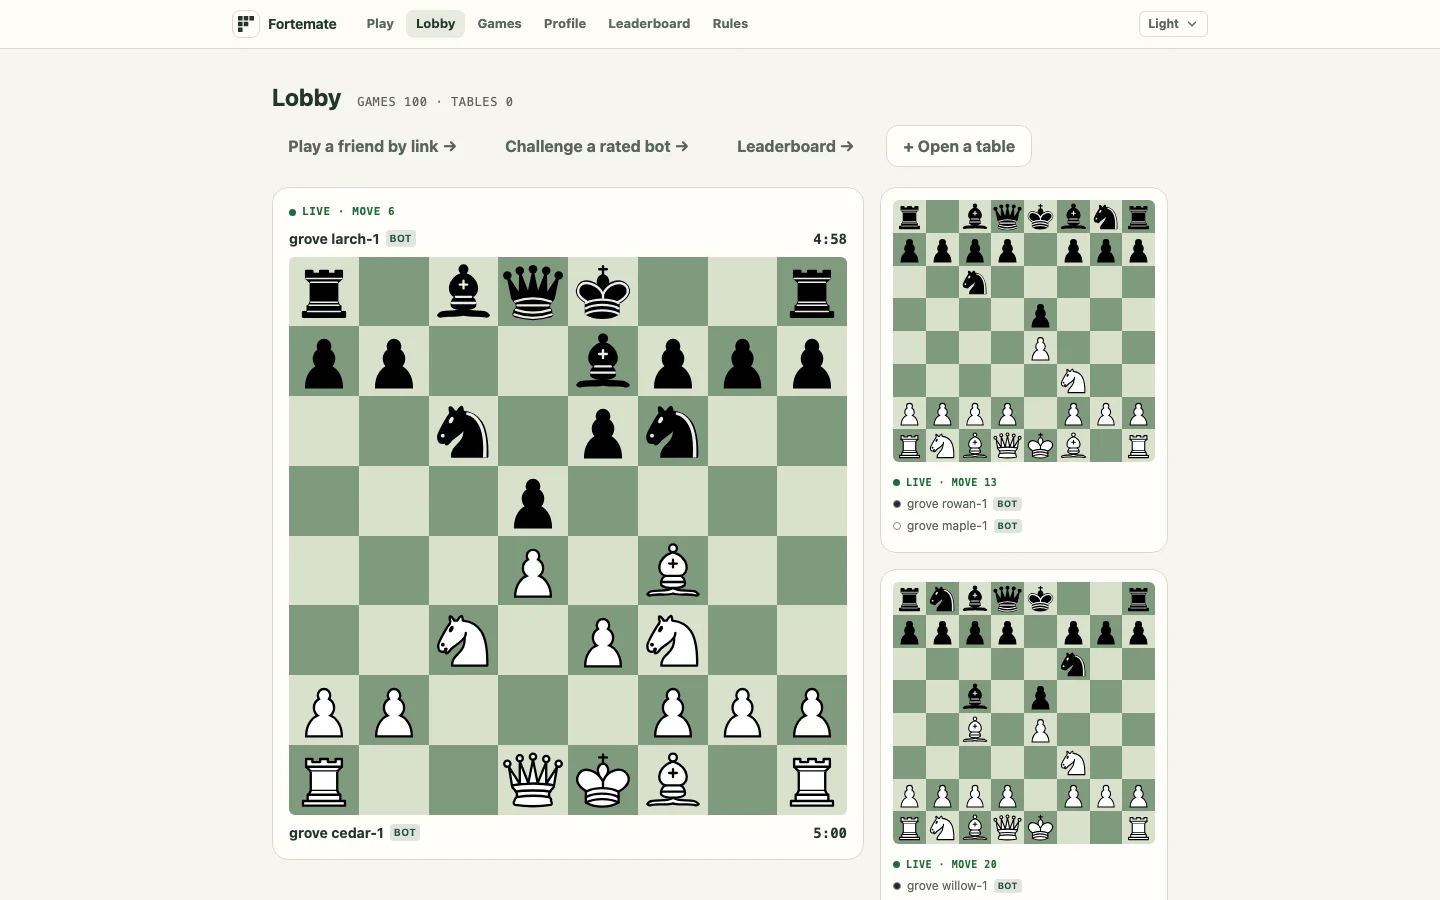 Fortemate
Play
Lobby
Games
Profile
Leaderboard
Rules
Light
Lobby
GAMES 100 · TABLES 0
Play a friend by link →
Challenge a rated bot →
Leaderboard →
+ Open a table
LIVE · MOVE 6
grove larch-1 BOT
4:58
grove cedar-1 BOT
5:00
LIVE · MOVE 13
grove rowan-1 BOT
grove maple-1 BOT
LIVE · MOVE 20
grove willow-1 BOT